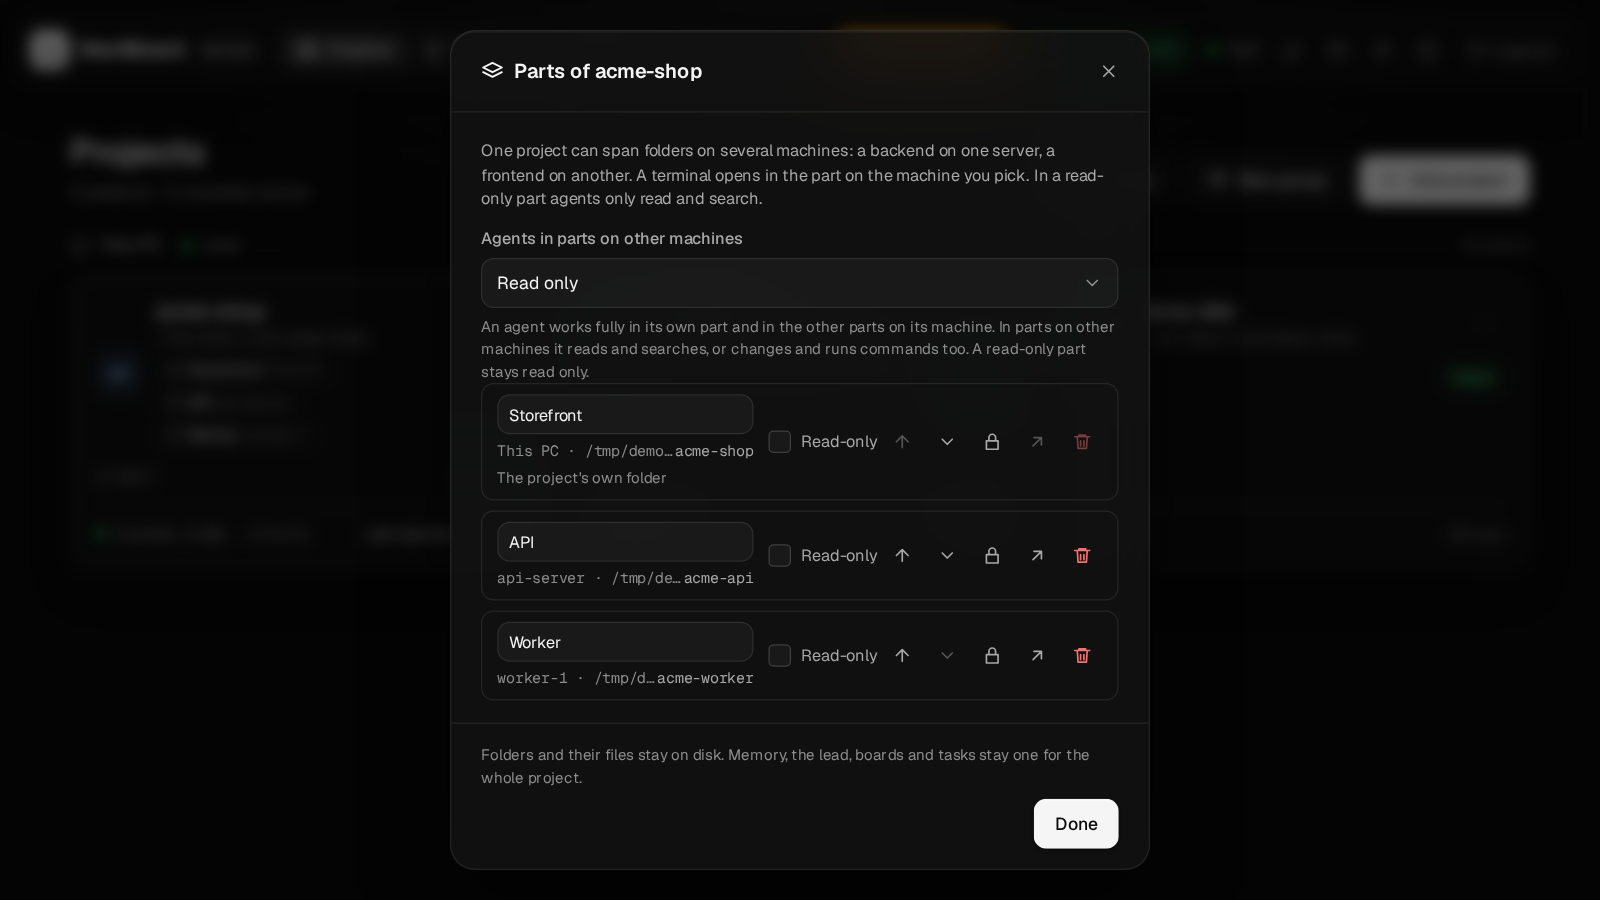 Parts of acme-shop
One project can span folders on several machines: a backend on one server, a
frontend on another. A terminal opens in the part on the machine you pick. In a read-
only part agents only read and search.
Agents in parts on other machines
Read only
An agent works fully in its own part and in the other parts on its machine. In parts on other
machines it reads and searches, or changes and runs commands too. A read-only part
stays read only.
Storefront
This PC · /tmp/demo…acme-shop
The project's own folder
Read-only
API
api-server · /tmp/de…acme-api
Read-only
Worker
worker-1 · /tmp/d…acme-worker
Read-only
Folders and their files stay on disk. Memory, the lead, boards and tasks stay one for the
whole project.
Done
Projects